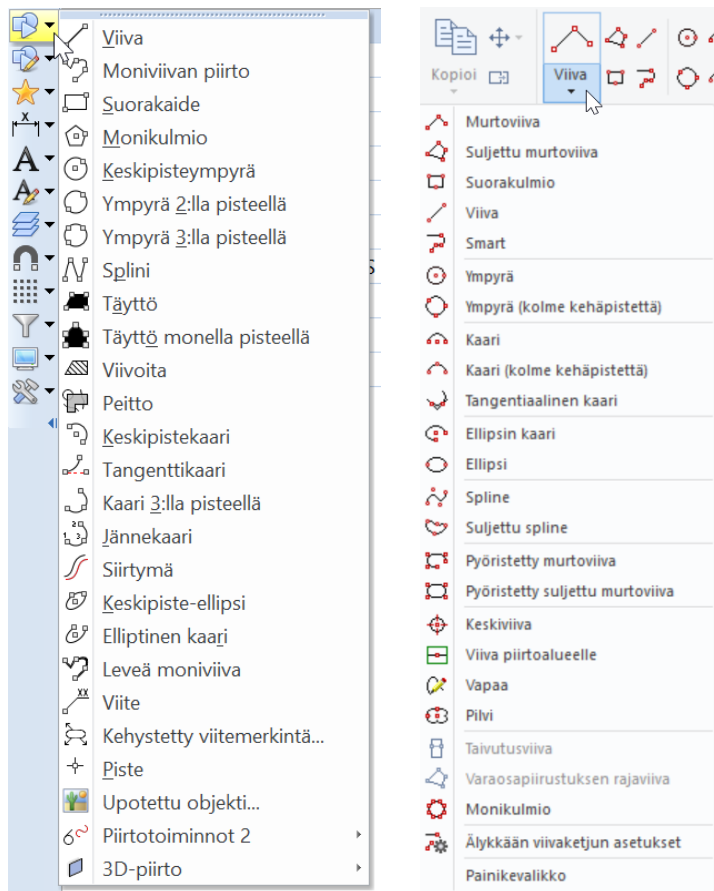 Viiva
Moniviivan piirto
Suorakaide
Monikulmio
Keskipisteympyrä
Ympyrä 2:lla pisteellä
Ympyrä 3:lla pisteellä
Splini
Täyttö
Täyttö monella pisteellä
Viivoita
Peitto
Keskipistekaari
Tangenttikaari
Kaari 3:lla pisteellä
Jännekaari
Siirtymä
Keskipiste-ellipsi
Elliptinen kaari
Leveä moniviiva
Viite
Kehystetty viitemerkintä...
Piste
Upotettu objekti...
Piirtotoiminnot 2
3D-piirto
Kopioi
Viiva
Murtoviiva
Suljettu murtoviiva
Suorakulmio
Viiva
Smart
Ympyrä
Ympyrä (kolme kehäpistettä)
Kaari
Kaari (kolme kehäpistettä)
Tangentiaalinen kaari
Ellipsin kaari
Ellipsi
Spline
Suljettu spline
Pyöristetty murtoviiva
Pyöristetty suljettu murtoviiva
Keskiviiva
Viiva piirtoalueelle
Vapaa
Pilvi
Taivutusviiva
Varaosapiirustuksen rajaviiva
Monikulmio
Älykkään viivaketjun asetukset
Painikevalikko